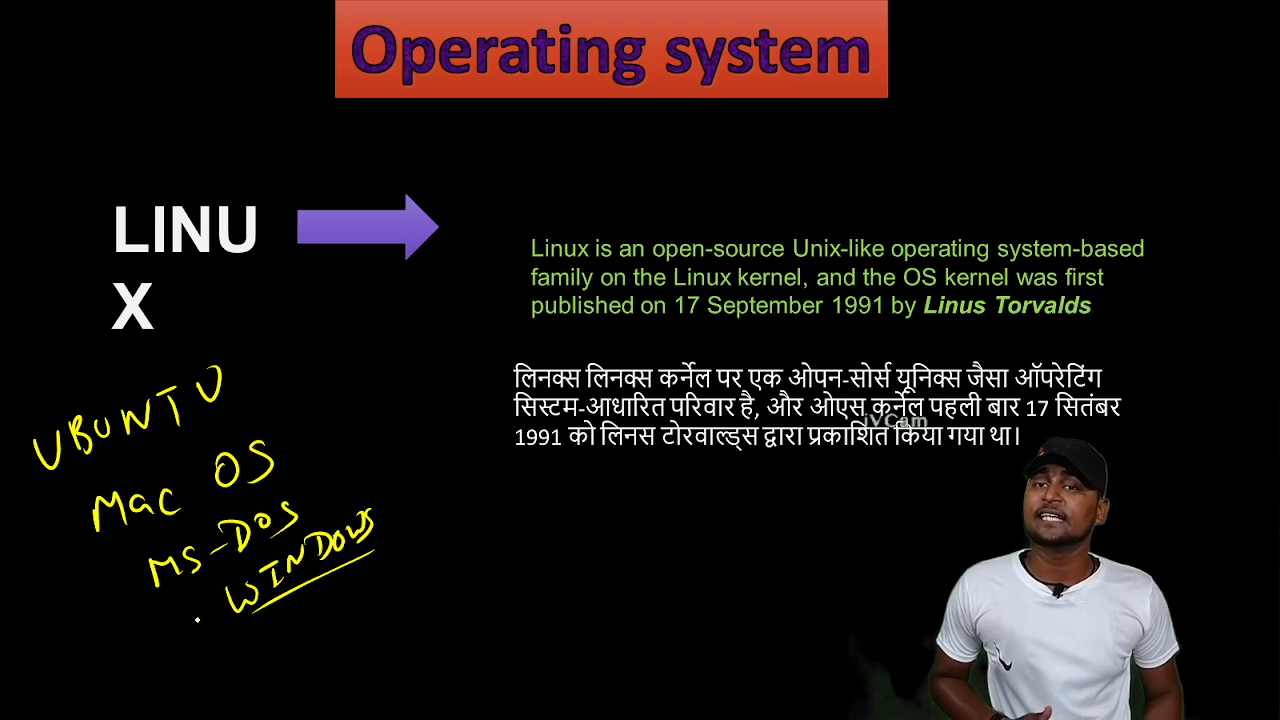 Operating system
LINU
X
Linux is an open-source Unix-like operating system-based
family on the Linux kernel, and the OS kernel was first
published on 17 September 1991 by Linus Torvalds
लिनक्स लिनक्स कर्नेल पर एक ओपन-सोर्स यूनिक्स जैसा ऑपरेटिंग
सिस्टम-आधारित परिवार है, और ओएस कर्नेल पहली बार 17 सितंबर
1991 को लिनस टोरवाल्ड्स द्वारा प्रकाशित किया गया था।
iVCam
UBUNTU
Mac OS
MS-DOS
WINDOWS